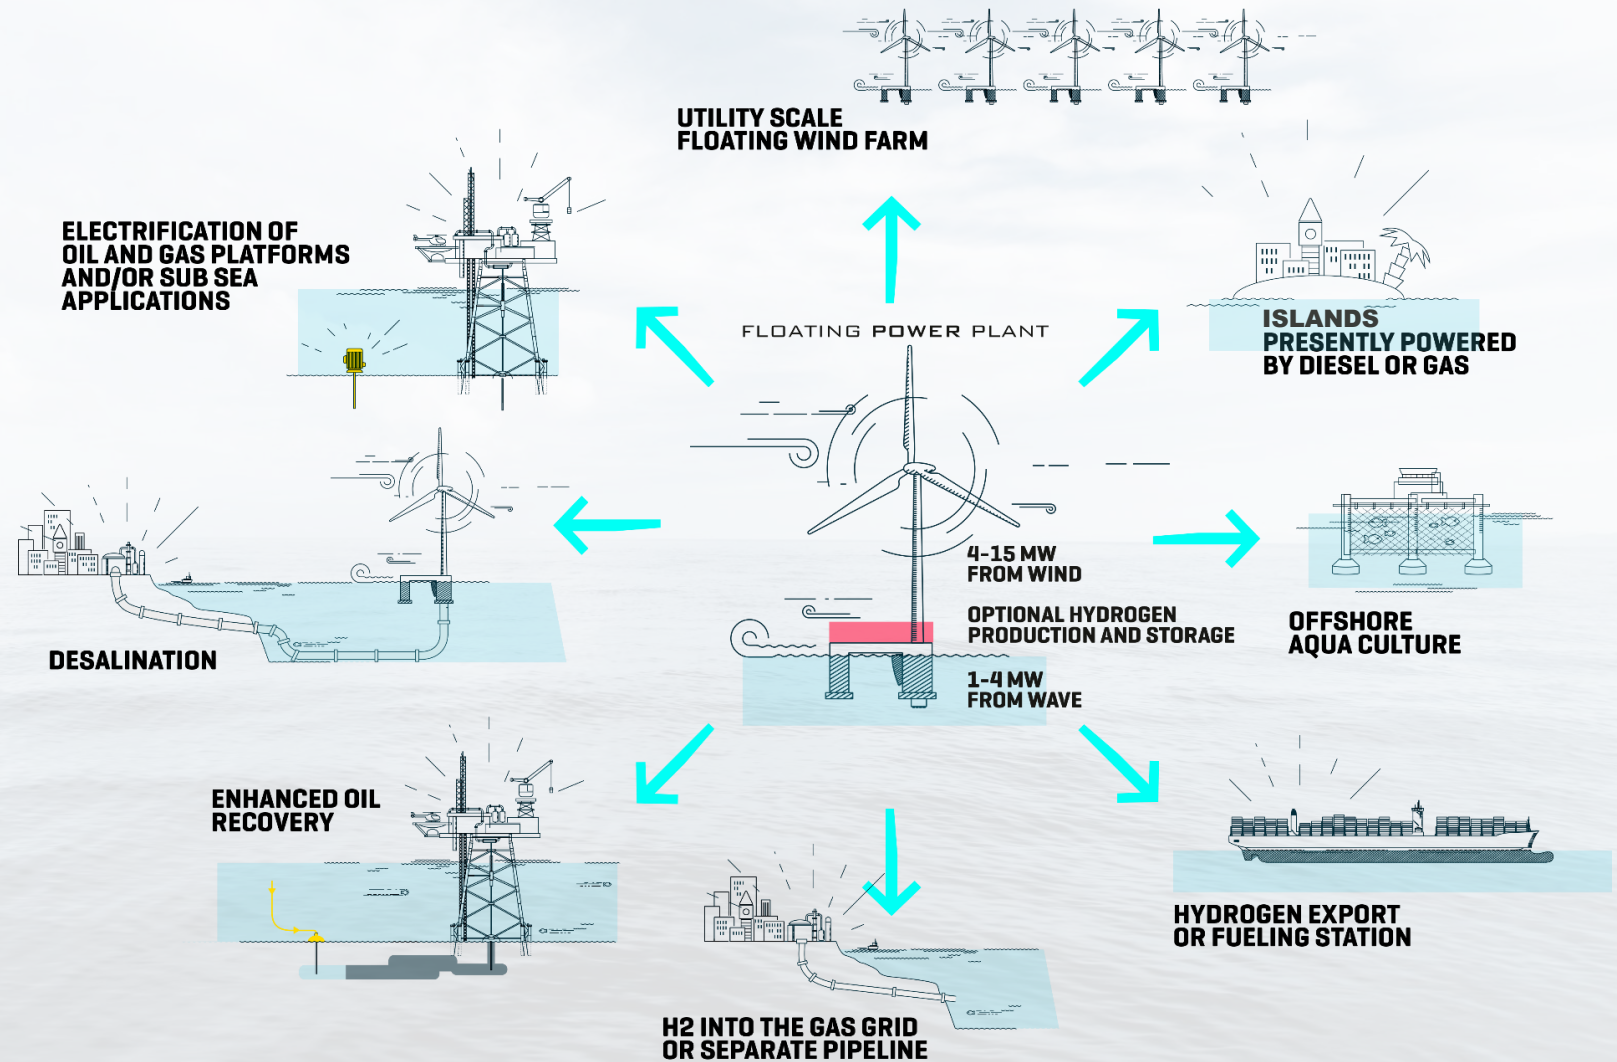 UTILITY SCALE
FLOATING WIND FARM
ELECTRIFICATION OF
OIL AND GAS PLATFORMS
AND/OR SUB SEA
APPLICATIONS
FLOATING POWER PLANT
ISLANDS
PRESENTLY POWERED
BY DIESEL OR GAS
4-15 MW
FROM WIND
OPTIONAL HYDROGEN
PRODUCTION AND STORAGE
1-4 MW
FROM WAVE
OFFSHORE
AQUA CULTURE
DESALINATION
ENHANCED OIL
RECOVERY
HYDROGEN EXPORT
OR FUELING STATION
H2 INTO THE GAS GRID
OR SEPARATE PIPELINE